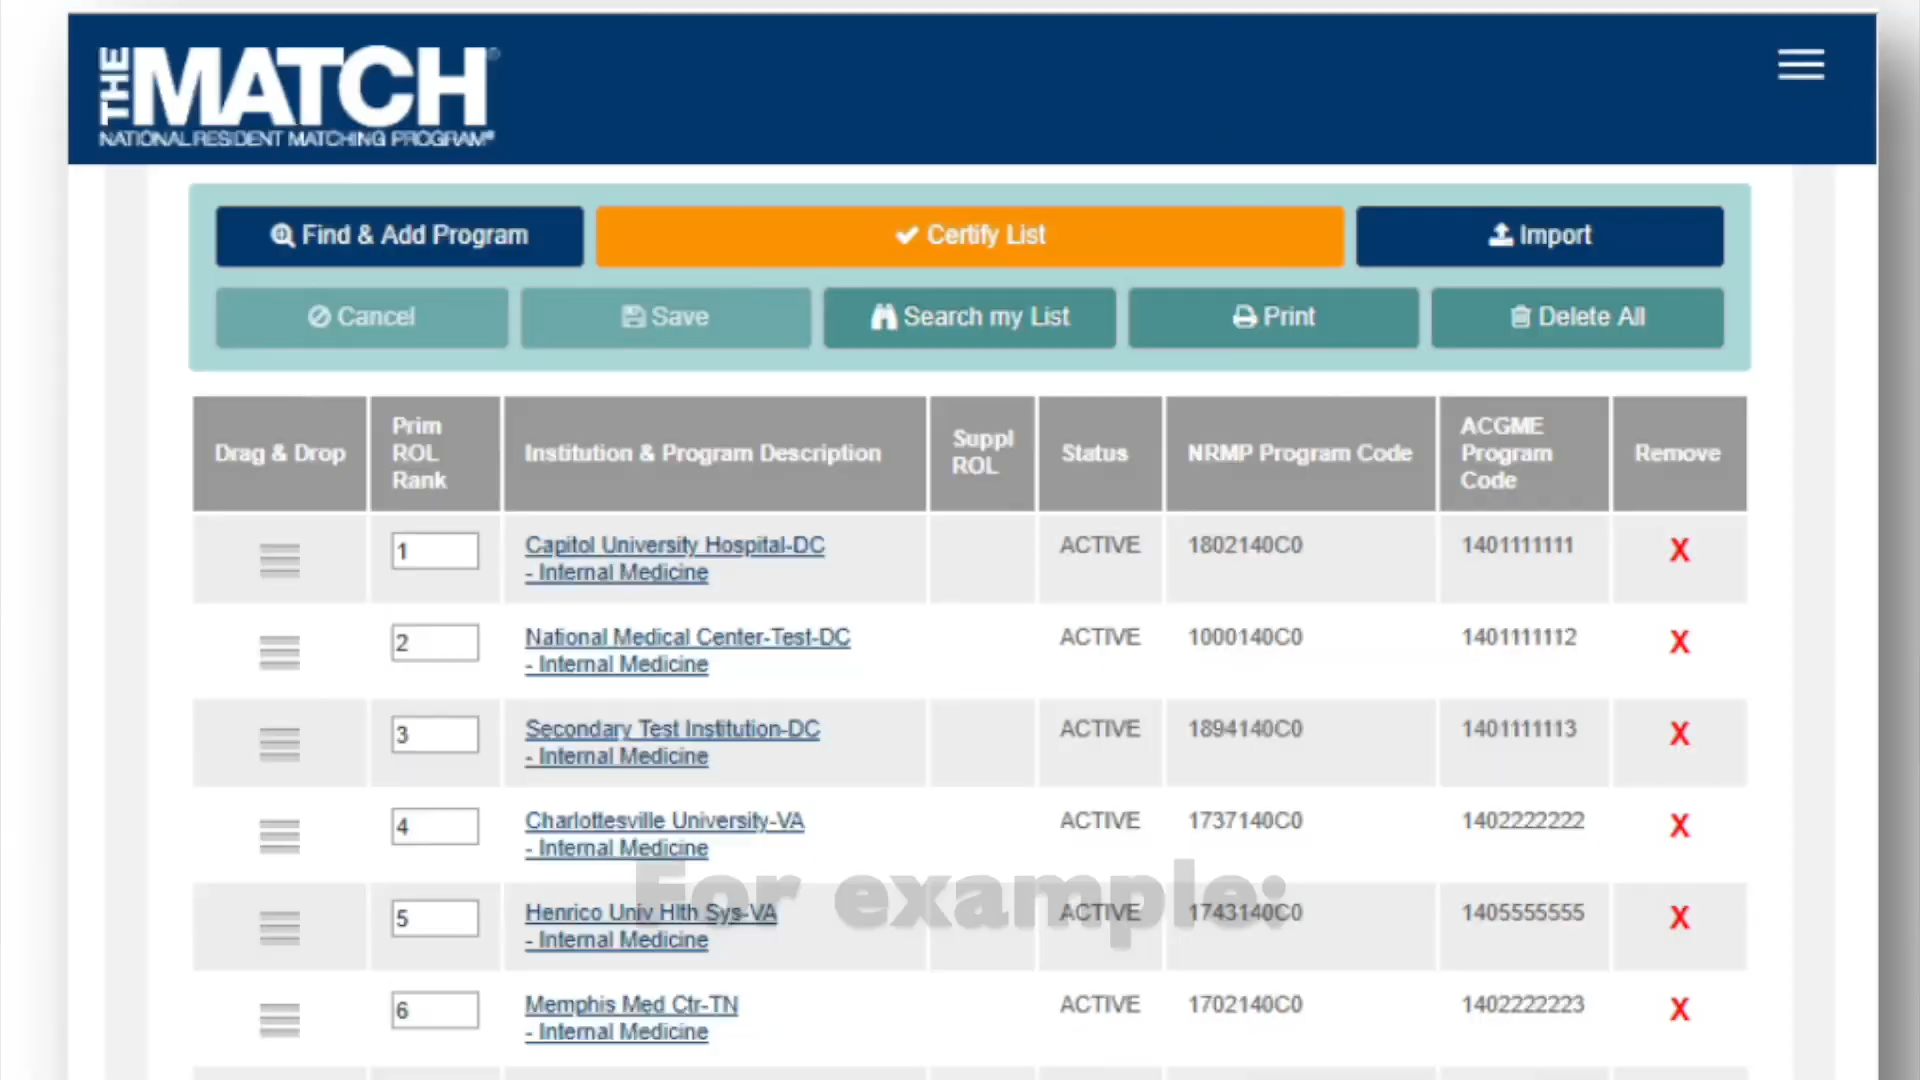 THE MATCH
NATIONAL RESIDENT MATCHING PROGRAM®
Find & Add Program
Certify List
Import
Cancel
Save
Search my List
Print
Delete All
Drag & Drop
Prim
ROL
Rank
Institution & Program Description
Suppl
ROL
Status
NRMP Program Code
ACGME
Program
Code
Remove
1
Capitol University Hospital-DC
- Internal Medicine
ACTIVE
1802140C0
1401111111
X
2
National Medical Center-Test-DC
- Internal Medicine
ACTIVE
1000140C0
1401111112
X
3
Secondary Test Institution-DC
- Internal Medicine
ACTIVE
1894140C0
1401111113
X
4
Charlottesville University-VA
- Internal Medicine
ACTIVE
1737140C0
1402222222
X
For example:
5
Henrico Univ Hlth Sys-VA
- Internal Medicine
ACTIVE
1743140C0
1405555555
X
6
Memphis Med Ctr-TN
- Internal Medicine
ACTIVE
1702140C0
1402222223
X